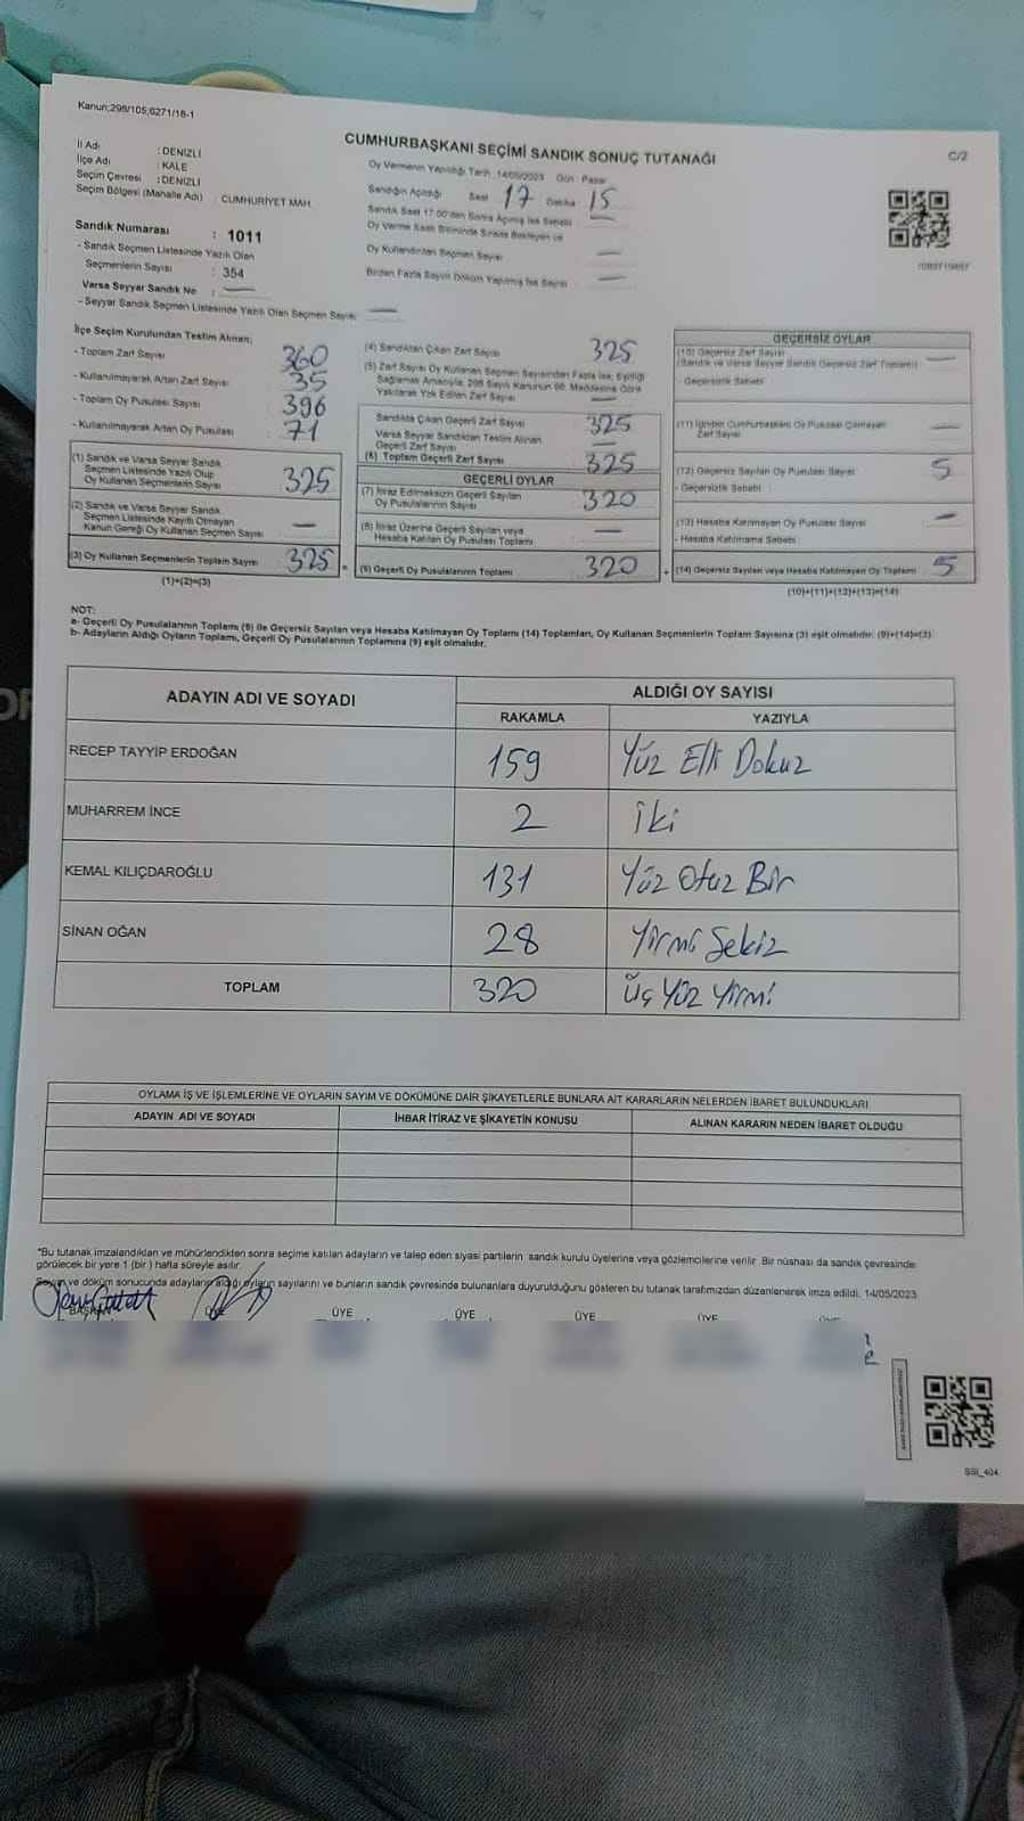 Kanun;298/105;6271/18-1
CUMHURBAŞKANI SEÇİMİ SANDIK SONUÇ TUTANAĞI
C/2
İl Adı : DENİZLİ
İlçe Adı : KALE
Seçim Çevresi : DENİZLİ
Seçim Bölgesi (Mahalle Adı) : CUMHURİYET MAH.
Oy Vermenin Yapıldığı Tarih : 14/05/2023 Gün : Pazar
Sandığın Açıldığı Saat 17 Dakika 15
Sandık Saat 17.00'den Sonra Açılmış İse Sebebi —
Oy Verme Saati Bitiminde Sırada Bekleyen ve
Oy Kullandırılan Seçmen Sayısı —
Birden Fazla Sayım Döküm Yapılmış İse Sayısı —
Sandık Numarası : 1011
- Sandık Seçmen Listesinde Yazılı Olan
Seçmenlerin Sayısı : 354
Varsa Seyyar Sandık No : —
- Seyyar Sandık Seçmen Listesinde Yazılı Olan Seçmen Sayısı —
İlçe Seçim Kurulundan Teslim Alınan;
- Toplam Zarf Sayısı 360
- Kullanılmayarak Artan Zarf Sayısı 35
- Toplam Oy Pusulası Sayısı 396
- Kullanılmayarak Artan Oy Pusulası 71
(1) Sandık ve Varsa Seyyar Sandık
Seçmen Listesinde Yazılı Olup
Oy Kullanan Seçmenlerin Sayısı 325
(2) Sandık ve Varsa Seyyar Sandık
Seçmen Listesinde Kayıtlı Olmayan
Kanun Gereği Oy Kullanan Seçmen Sayısı —
(3) Oy Kullanan Seçmenlerin Toplam Sayısı 325 =
(1)+(2)=(3)
(4) Sandıktan Çıkan Zarf Sayısı 325
(5) Zarf Sayısı Oy Kullanan Seçmen Sayısından Fazla İse; Eşitliği
Sağlamak Amacıyla, 298 Sayılı Kanunun 98. Maddesine Göre
Yakılarak Yok Edilen Zarf Sayısı —
Sandıkta Çıkan Geçerli Zarf Sayısı 325
Varsa Seyyar Sandıktan Teslim Alınan
Geçerli Zarf Sayısı —
(6) Toplam Geçerli Zarf Sayısı 325
GEÇERLİ OYLAR
(7) İtiraz Edilmeksizin Geçerli Sayılan
Oy Pusulalarının Sayısı 320
(8) İtiraz Üzerine Geçerli Sayılan veya
Hesaba Katılan Oy Pusulası Toplamı —
(9) Geçerli Oy Pusulalarının Toplamı 320 +
GEÇERSİZ OYLAR
(10) Geçersiz Zarf Sayısı —
(Sandık ve Varsa Seyyar Sandık Geçersiz Zarf Toplamı)
- Geçersizlik Sebebi :
(11) İçinden Cumhurbaşkanı Oy Pusulası Çıkmayan
Zarf Sayısı —
(12) Geçersiz Sayılan Oy Pusulası Sayısı 5
- Geçersizlik Sebebi :
(13) Hesaba Katılmayan Oy Pusulası Sayısı —
- Hesaba Katılmama Sebebi :
(14) Geçersiz Sayılan veya Hesaba Katılmayan Oy Toplamı 5
(10)+(11)+(12)+(13)=(14)
NOT:
a- Geçerli Oy Pusulalarının Toplamı (9) ile Geçersiz Sayılan veya Hesaba Katılmayan Oy Toplamı (14) Toplamları, Oy Kullanan Seçmenlerin Toplam Sayısına (3) eşit olmalıdır. (9)+(14)=(3)
b- Adayların Aldığı Oyların Toplamı, Geçerli Oy Pusulalarının Toplamına (9) eşit olmalıdır.
ADAYIN ADI VE SOYADI
ALDIĞI OY SAYISI
RAKAMLA YAZIYLA
RECEP TAYYİP ERDOĞAN 159 Yüz Elli Dokuz
MUHARREM İNCE 2 İki
KEMAL KILIÇDAROĞLU 131 Yüz Otuz Bir
SİNAN OĞAN 28 Yirmi Sekiz
TOPLAM 320 Üç Yüz Yirmi
OYLAMA İŞ VE İŞLEMLERİNE VE OYLARIN SAYIM VE DÖKÜMÜNE DAİR ŞİKAYETLERLE BUNLARA AİT KARARLARIN NELERDEN İBARET BULUNDUKLARI
ADAYIN ADI VE SOYADI İHBAR İTİRAZ VE ŞİKAYETİN KONUSU ALINAN KARARIN NEDEN İBARET OLDUĞU
*Bu tutanak imzalandıktan ve mühürlendikten sonra seçime katılan adayların ve talep eden siyasi partilerin sandık kurulu üyelerine veya gözlemcilerine verilir. Bir nüshası da sandık çevresinde
görülecek bir yere 1 (bir ) hafta süreyle asılır.
Sayım ve döküm sonucunda adayların aldığı oyların sayılarını ve bunların sandık çevresinde bulunanlara duyurulduğunu gösteren bu tutanak tarafımızdan düzenlenerek imza edildi. 14/05/2023
BAŞKAN ÜYE ÜYE ÜYE ÜYE ÜYE
SSI_404